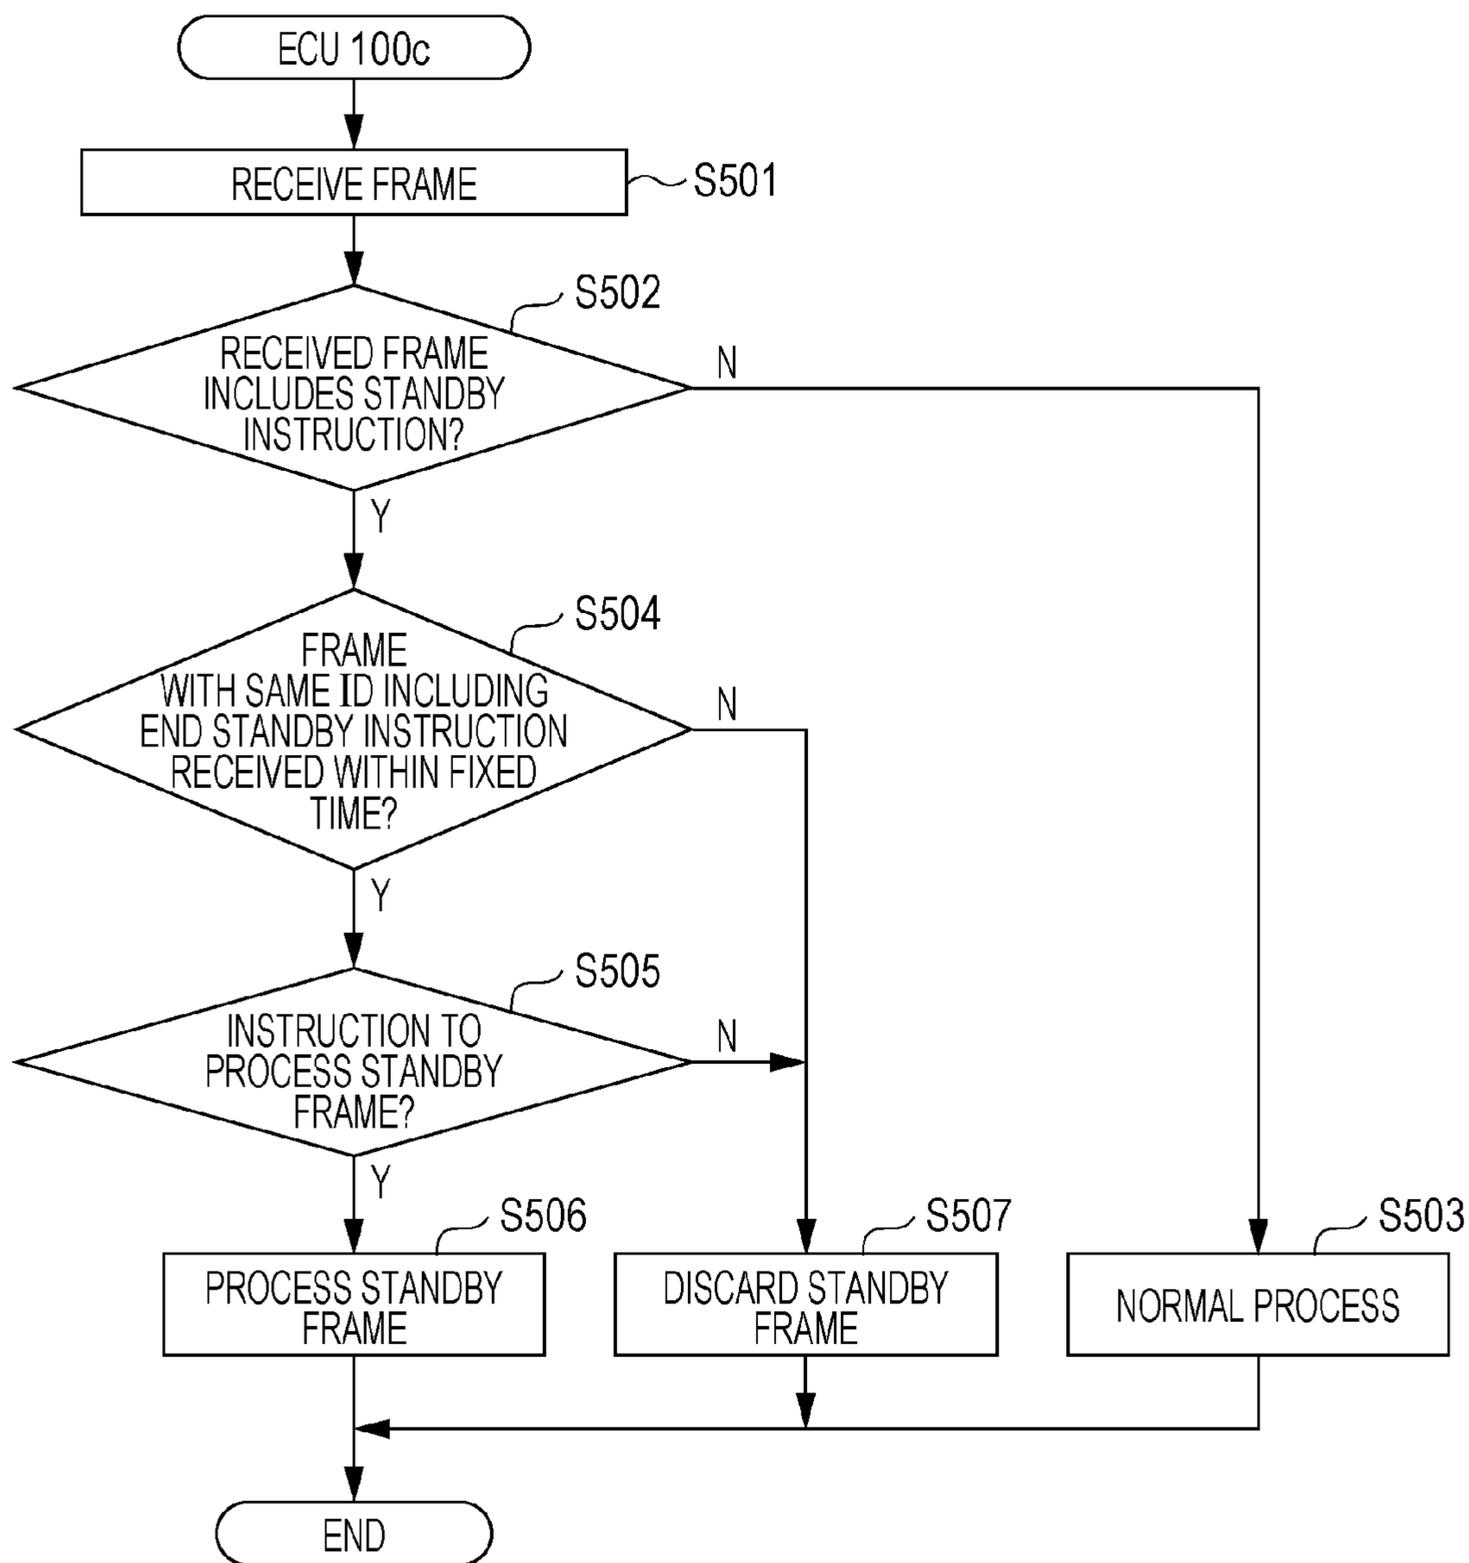 ECU 100c
RECEIVE FRAME
S501
S502
RECEIVED FRAME
INCLUDES STANDBY
INSTRUCTION?
N
Y
S504
FRAME
WITH SAME ID INCLUDING
END STANDBY INSTRUCTION
RECEIVED WITHIN FIXED
TIME?
N
Y
S505
INSTRUCTION TO
PROCESS STANDBY
FRAME?
N
Y
S506
PROCESS STANDBY
FRAME
S507
DISCARD STANDBY
FRAME
S503
NORMAL PROCESS
END